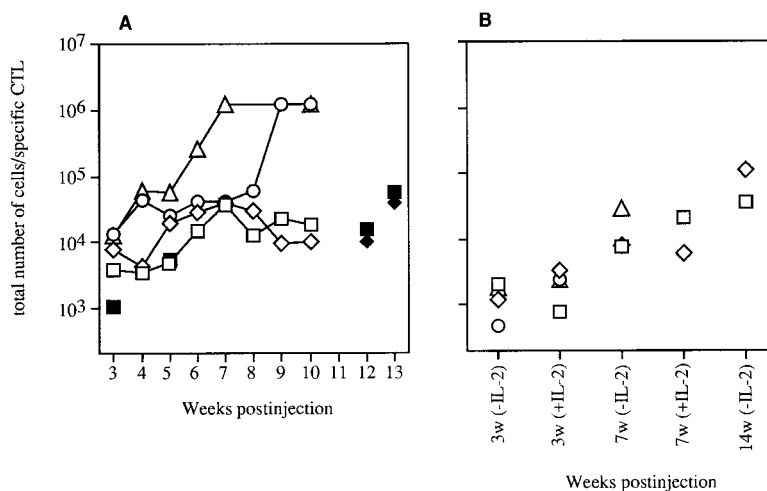 A
B
total number of cells/specific CTL
10⁷
10⁶
10⁵
10⁴
10³
3 4 5 6 7 8 9 10 11 12 13
Weeks postinjection
3w (-IL-2)
3w (+IL-2)
7w (-IL-2)
7w (+IL-2)
14w (-IL-2)
Weeks postinjection